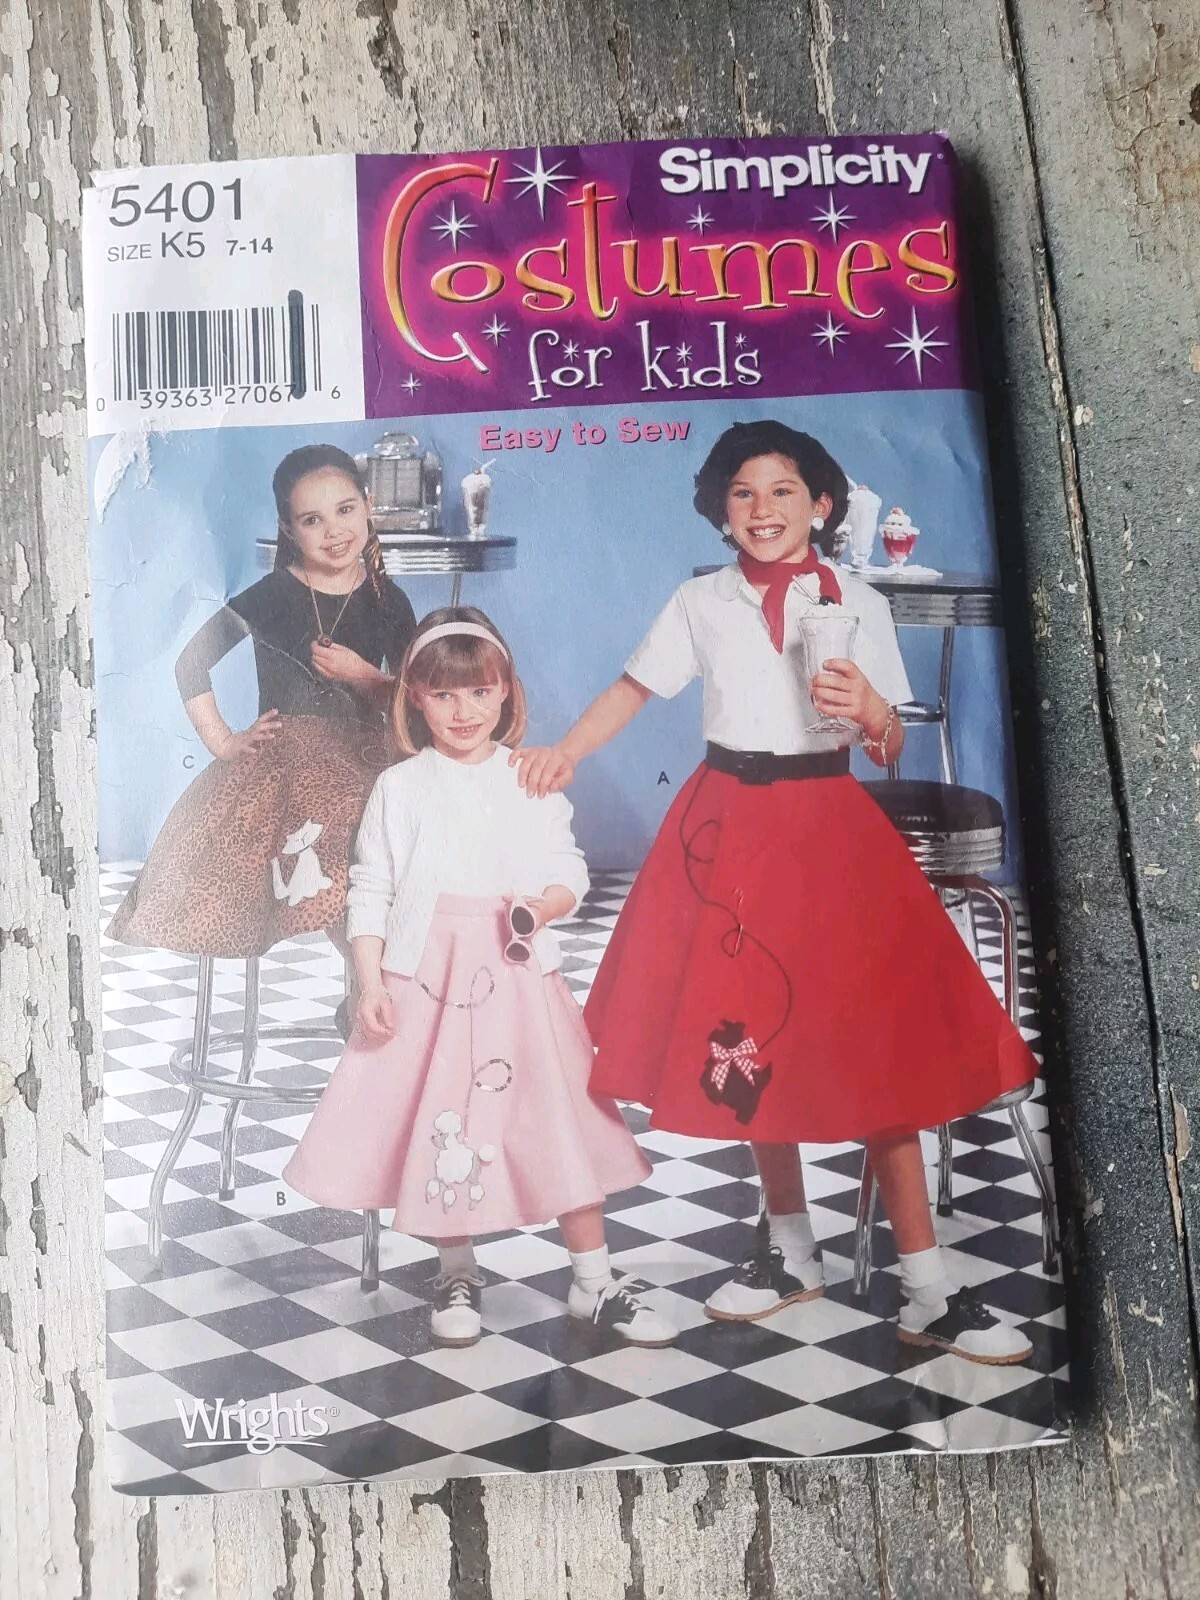 5401
SIZE K5 7-14
0 39363 27067 6
Simplicity
Costumes
for kids
Easy to Sew
C
A
B
Wrights®